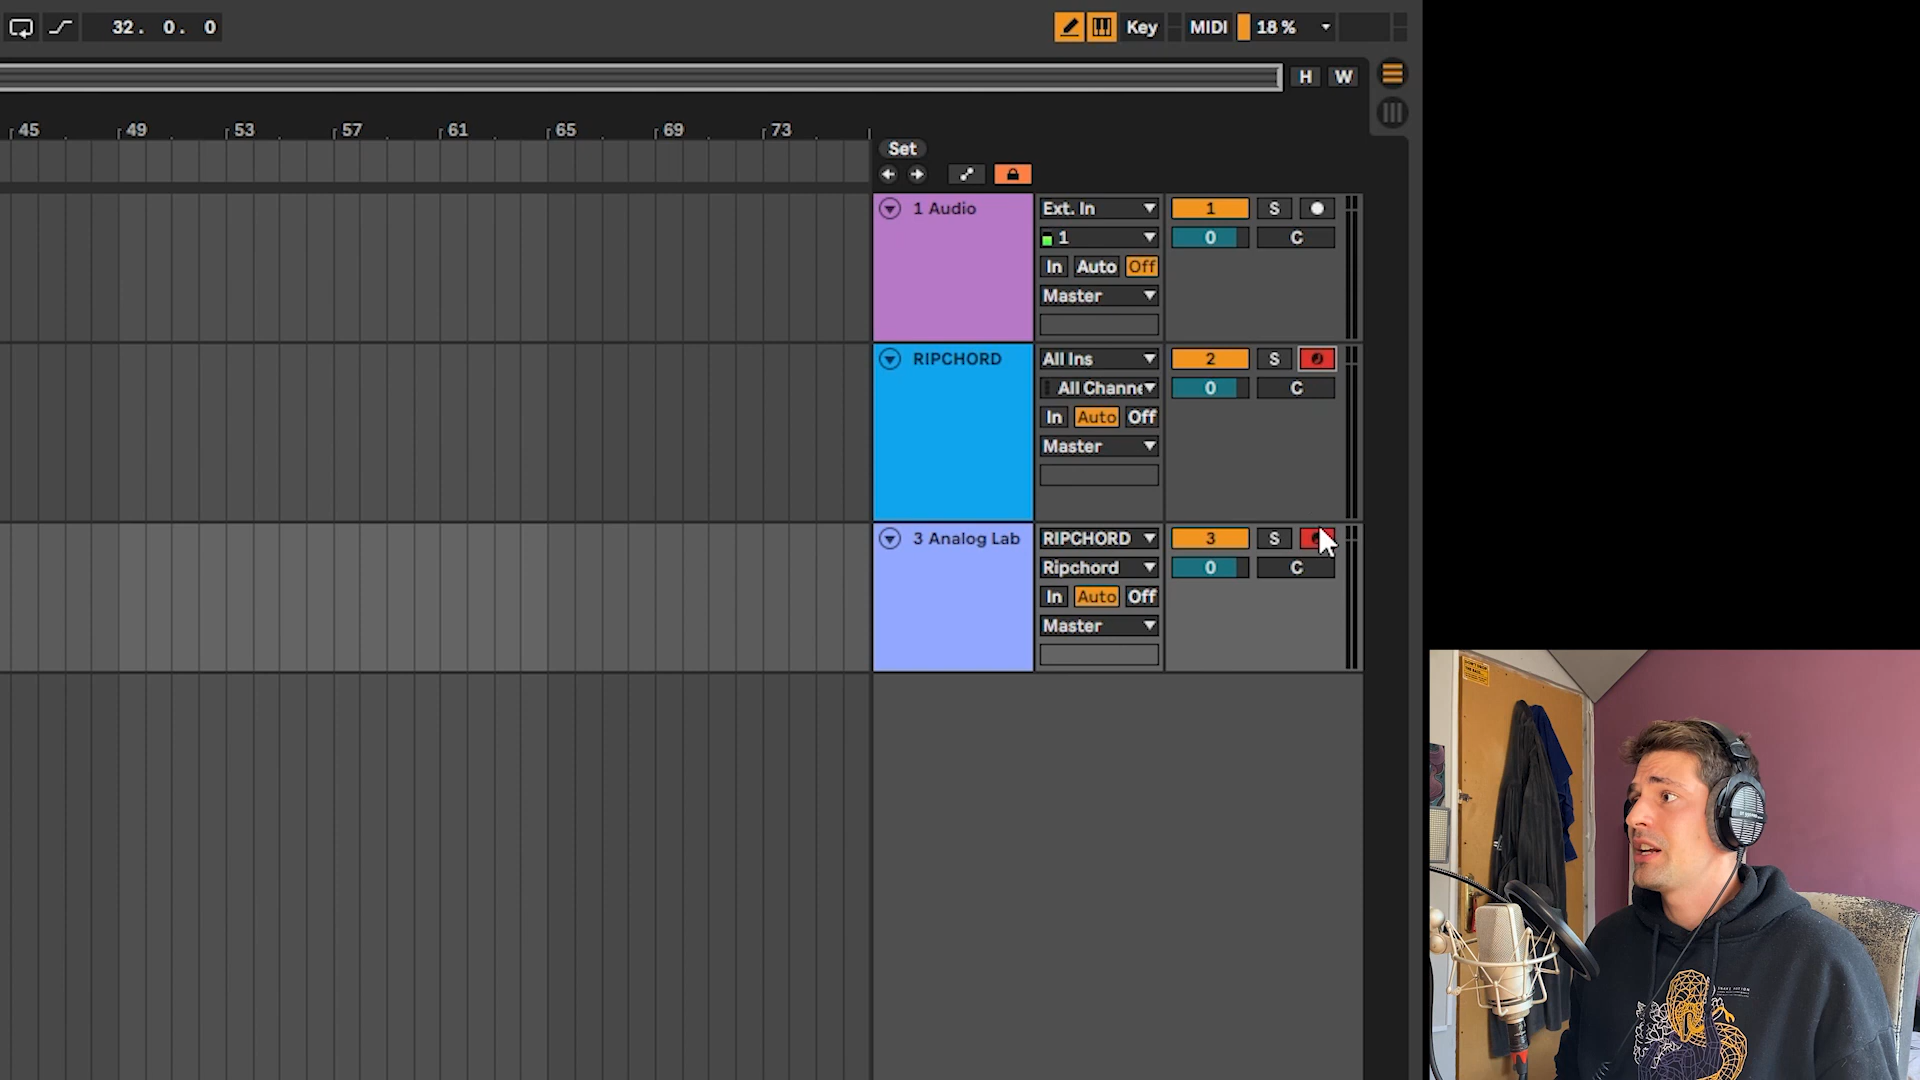 32. 0. 0 Key MIDI 18 %
H W
45 49 53 57 61 65 69 73
Set
1 Audio Ext. In 1 S
1 0 C
In Auto Off
Master
RIPCHORD All Ins 2 S
All Channe 0 C
In Auto Off
Master
3 Analog Lab RIPCHORD 3 S
Ripchord 0 C
In Auto Off
Master